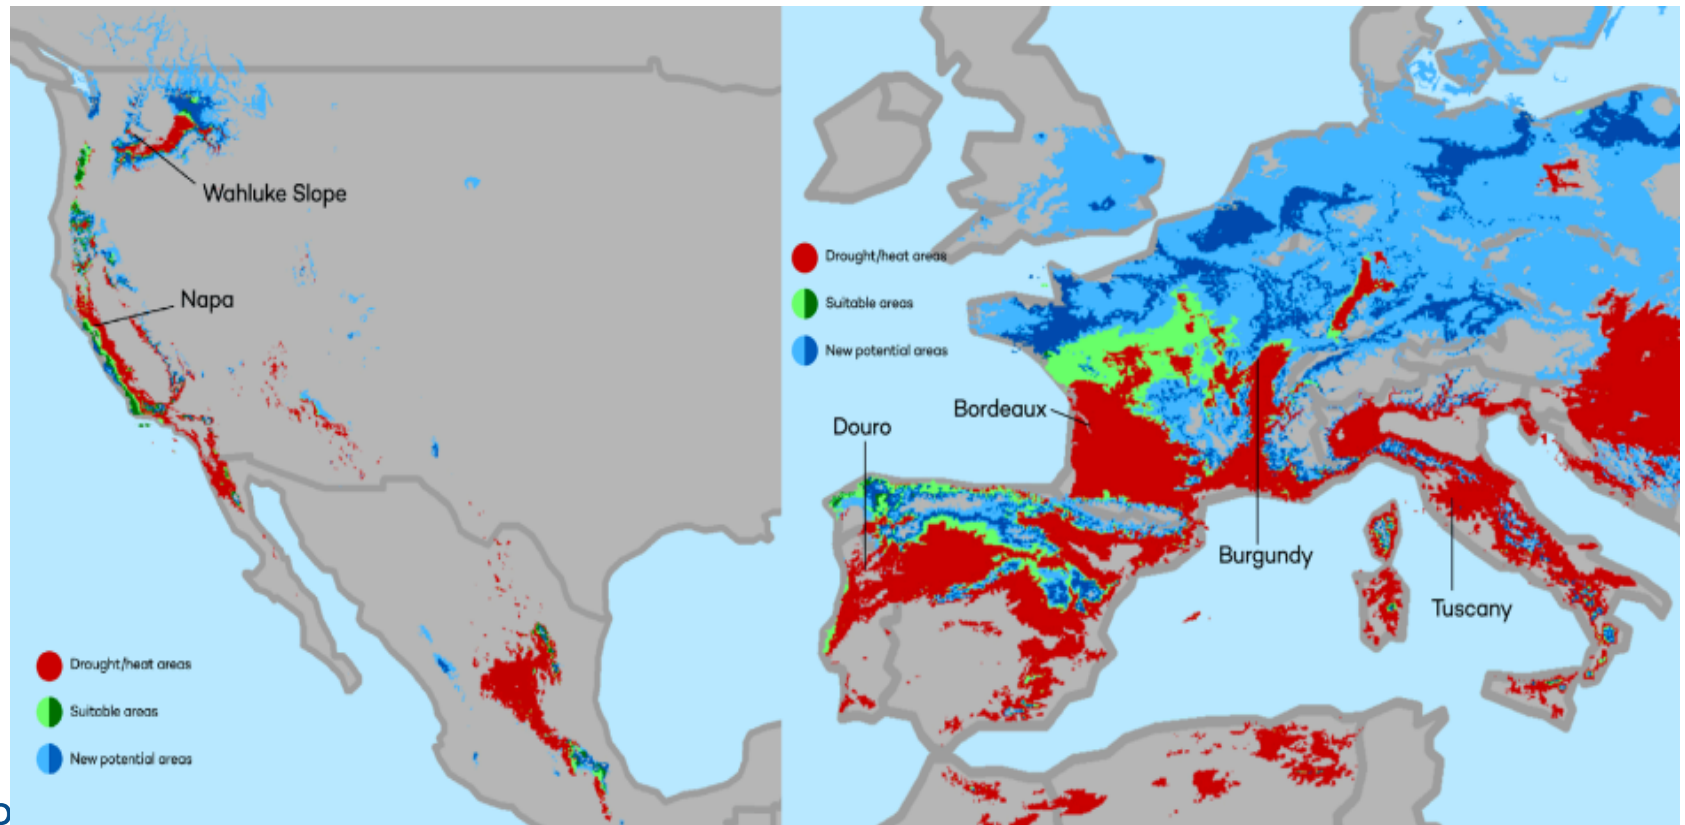 Wahluke Slope
Napa
Drought/heat areas
Suitable areas
New potential areas
Drought/heat areas
Suitable areas
New potential areas
Bordeaux
Douro
Burgundy
Tuscany